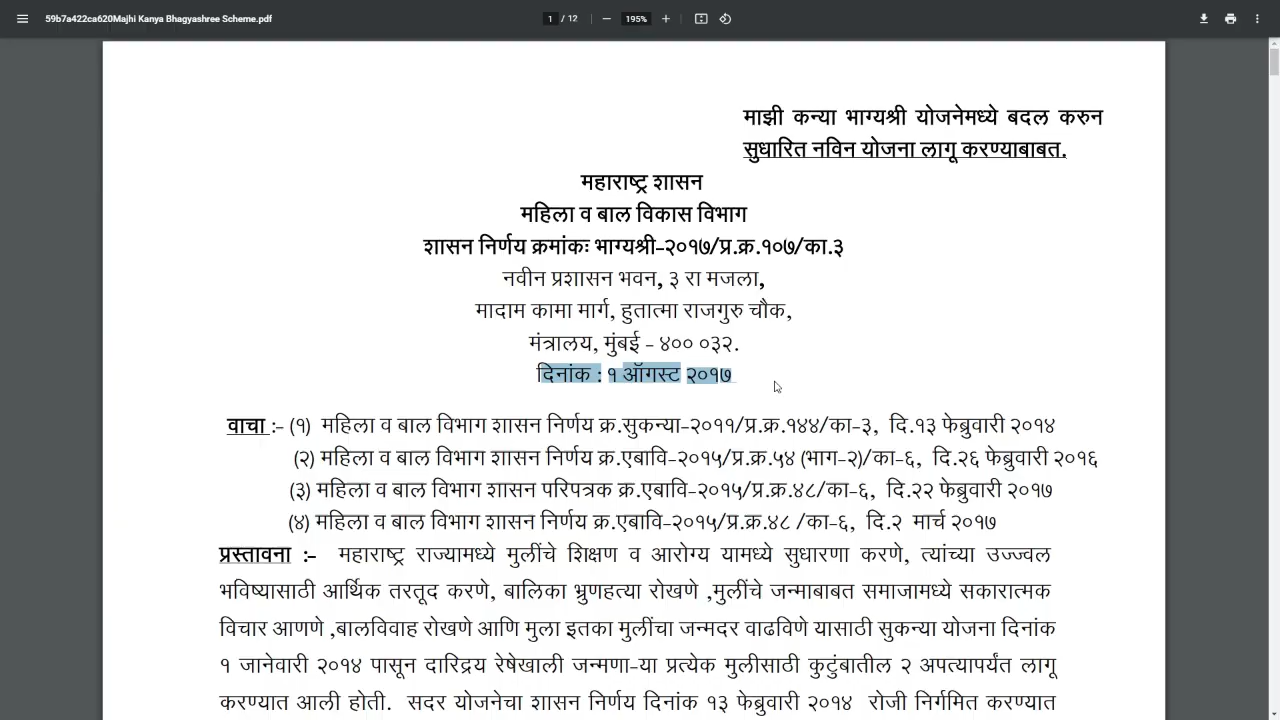 59b7a422ca620Majhi Kanya Bhagyashree Scheme.pdf
1 / 12
195%
माझी कन्या भाग्यश्री योजनेमध्ये बदल करुन
सुधारित नविन योजना लागू करण्याबाबत.
महाराष्ट्र शासन
महिला व बाल विकास विभाग
शासन निर्णय क्रमांकः भाग्यश्री-२०१७/प्र.क्र.१०७/का.३
नवीन प्रशासन भवन, ३ रा मजला,
मादाम कामा मार्ग, हुतात्मा राजगुरु चौक,
मंत्रालय, मुंबई - ४०० ०३२.
दिनांक : १ ऑगस्ट २०१७
वाचा :- (१) महिला व बाल विभाग शासन निर्णय क्र.सुकन्या-२०११/प्र.क्र.१४४/का-३, दि.१३ फेब्रुवारी २०१४
(२) महिला व बाल विभाग शासन निर्णय क्र.एबावि-२०१५/प्र.क्र.५४ (भाग-२)/का-६, दि.२६ फेब्रुवारी २०१६
(३) महिला व बाल विभाग शासन परिपत्रक क्र.एबावि-२०१५/प्र.क्र.४८/का-६, दि.२२ फेब्रुवारी २०१७
(४) महिला व बाल विभाग शासन निर्णय क्र.एबावि-२०१५/प्र.क्र.४८ /का-६, दि.२ मार्च २०१७
प्रस्तावना :- महाराष्ट्र राज्यामध्ये मुलींचे शिक्षण व आरोग्य यामध्ये सुधारणा करणे, त्यांच्या उज्ज्वल
भविष्यासाठी आर्थिक तरतूद करणे, बालिका भ्रुणहत्या रोखणे ,मुलींचे जन्माबाबत समाजामध्ये सकारात्मक
विचार आणणे ,बालविवाह रोखणे आणि मुला इतका मुलींचा जन्मदर वाढविणे यासाठी सुकन्या योजना दिनांक
१ जानेवारी २०१४ पासून दारिद्रय रेषेखाली जन्मणा-या प्रत्येक मुलीसाठी कुटुंबातील २ अपत्यापर्यंत लागू
करण्यात आली होती. सदर योजनेचा शासन निर्णय दिनांक १३ फेब्रुवारी २०१४ रोजी निर्गमित करण्यात